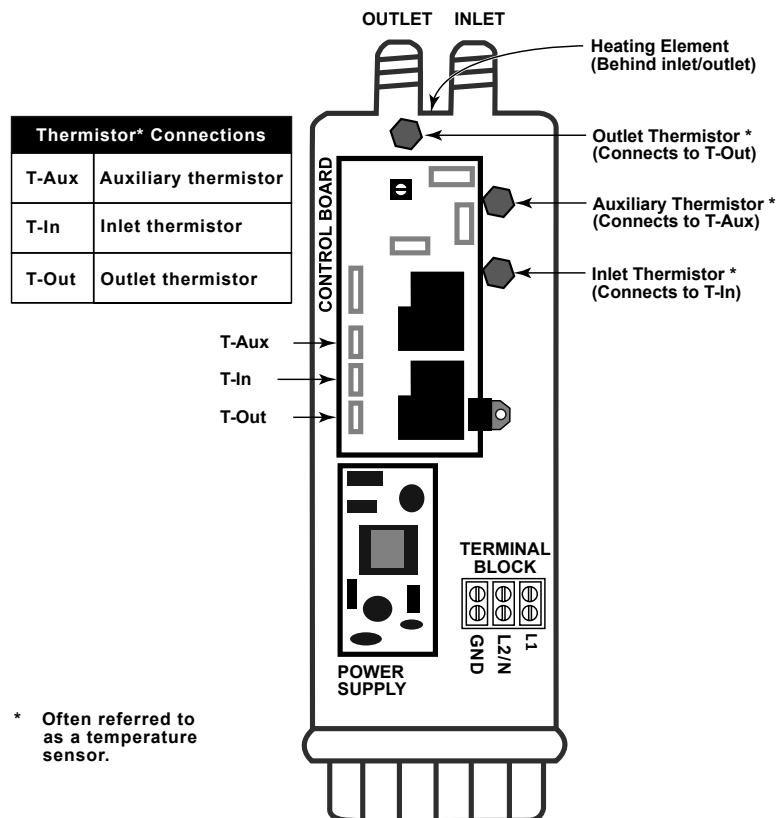 OUTLET INLET
Heating Element
(Behind inlet/outlet)
Thermistor* Connections
T-Aux Auxiliary thermistor
T-In Inlet thermistor
T-Out Outlet thermistor
Outlet Thermistor *
(Connects to T-Out)
Auxiliary Thermistor *
(Connects to T-Aux)
Inlet Thermistor *
(Connects to T-In)
CONTROL BOARD
T-Aux
T-In
T-Out
TERMINAL
BLOCK
GND
L2/N
L1
POWER
SUPPLY
* Often referred to
as a temperature
sensor.